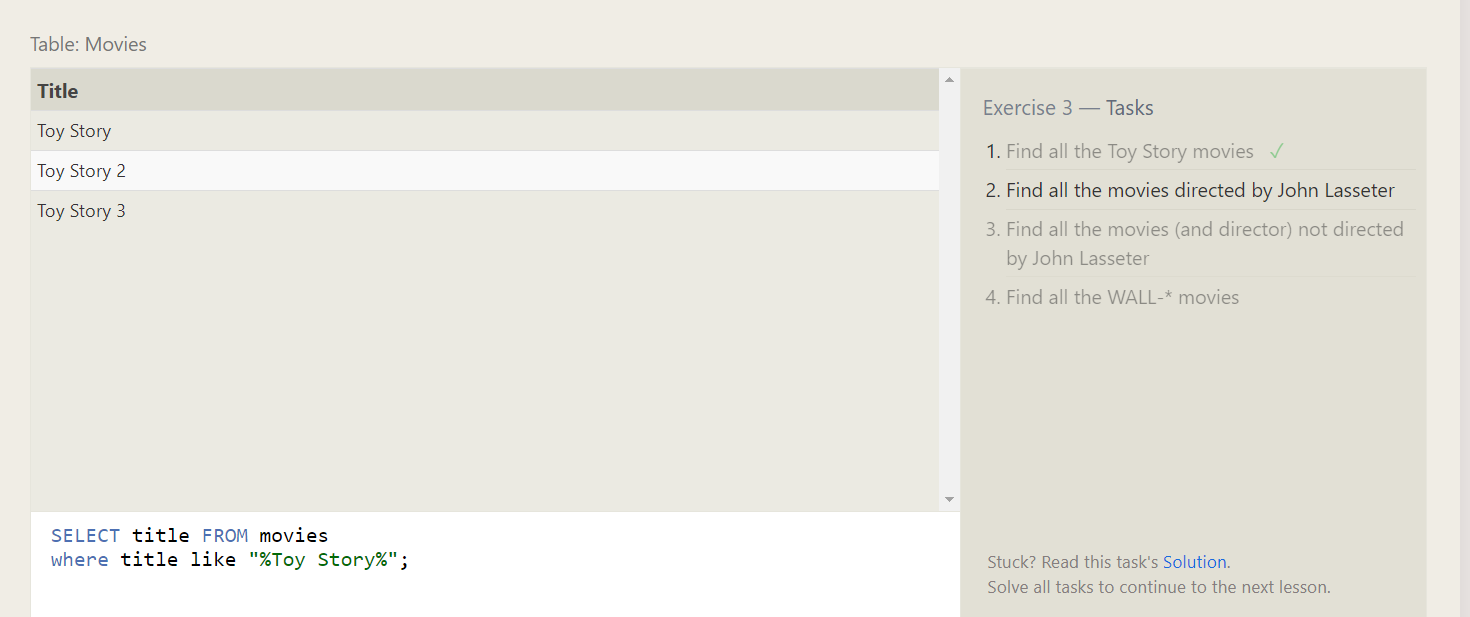 Table: Movies
Title
Toy Story
Toy Story 2
Toy Story 3
SELECT title FROM movies
where title like "%Toy Story%";
Exercise 3 — Tasks
1. Find all the Toy Story movies ✓
2. Find all the movies directed by John Lasseter
3. Find all the movies (and director) not directed
by John Lasseter
4. Find all the WALL-* movies
Stuck? Read this task's Solution.
Solve all tasks to continue to the next lesson.